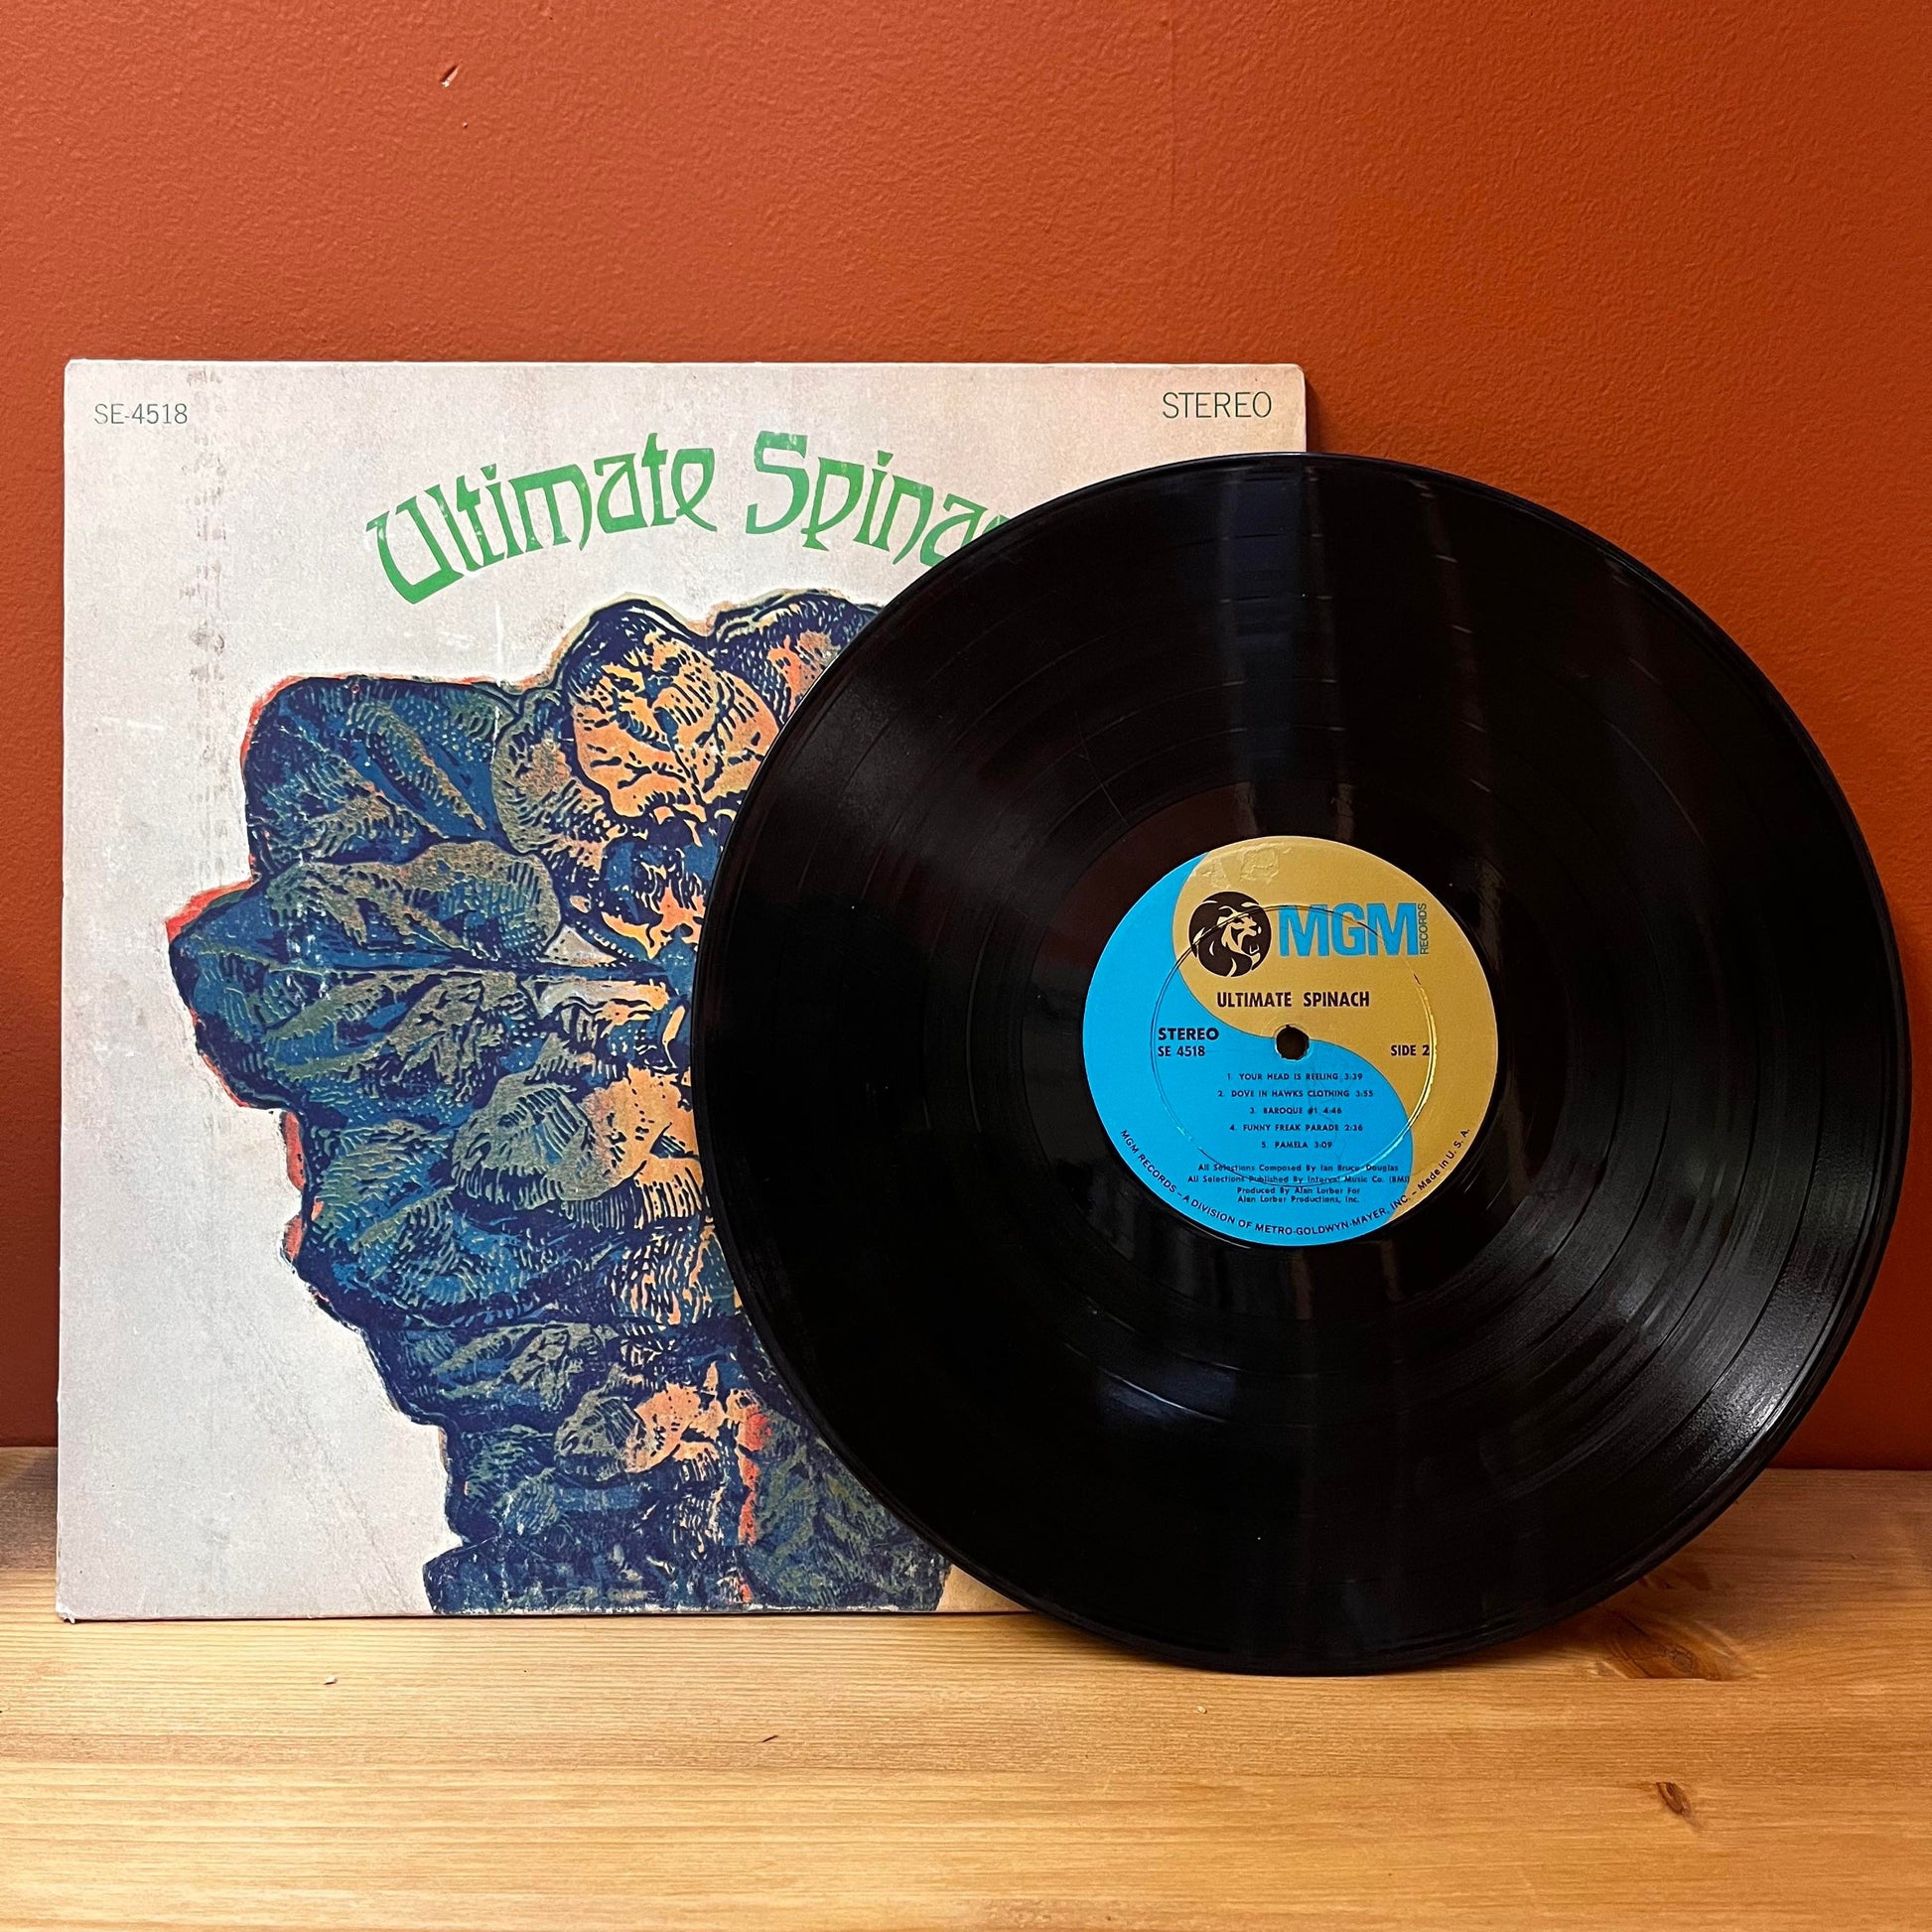 SE-4518
STEREO
Ultimate Spinac
MGM
RECORDS
ULTIMATE SPINACH
STEREO
SE 4518
SIDE 2
1. YOUR HEAD IS REELING 3:39
2. DOVE IN HAWKS CLOTHING 3:55
3. BAROQUE #1 4:46
4. FUNNY FREAK PARADE 2:36
5. PAMELA 3:09
All Selections Composed By Ian Bruce Douglas
All Selections Published By Interval Music Co. (BMI)
Produced By Alan Lorber For
Alan Lorber Productions, Inc.
MGM RECORDS – A DIVISION OF METRO-GOLDWYN-MAYER, INC. – Made in U. S. A.